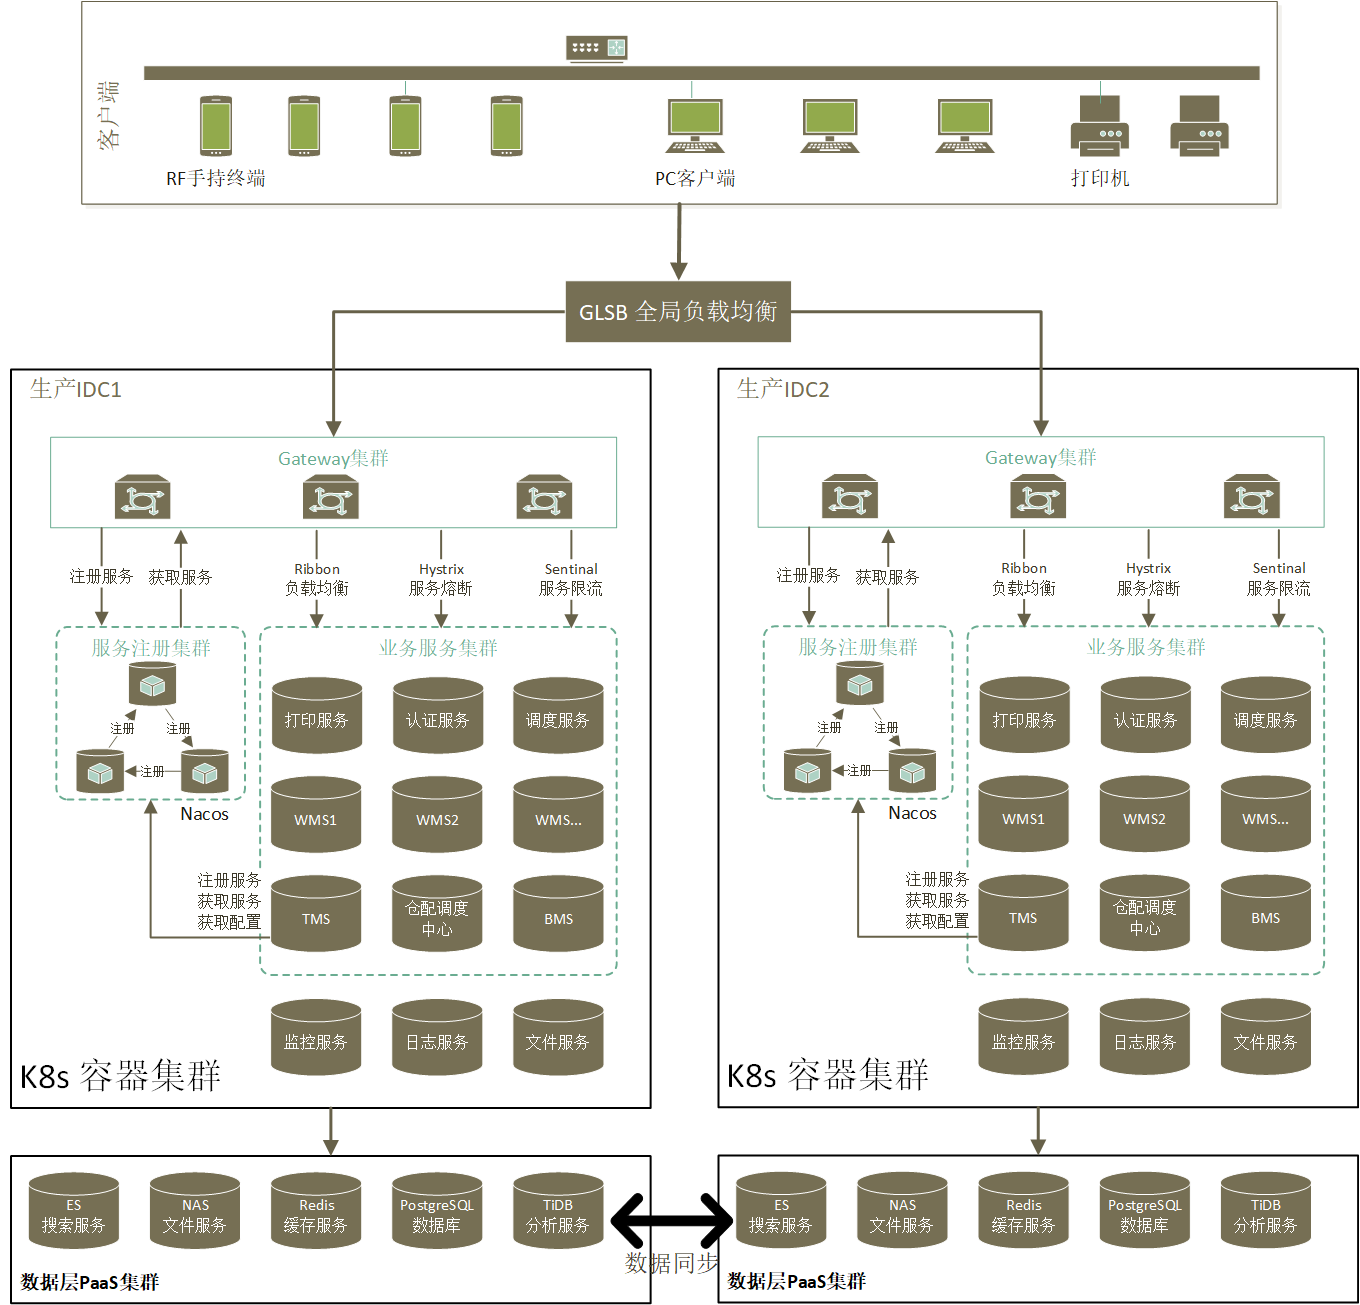 客户端
RF手持终端
PC客户端
打印机
GLSB 全局负载均衡
生产IDC1
Gateway集群
注册服务
获取服务
Ribbon
负载均衡
Hystrix
服务熔断
Sentinal
服务限流
服务注册集群
注册
注册
注册
Nacos
业务服务集群
打印服务
认证服务
调度服务
WMS1
WMS2
WMS...
注册服务
获取服务
获取配置
TMS
仓配调度
中心
BMS
监控服务
日志服务
文件服务
K8s 容器集群
生产IDC2
Gateway集群
注册服务
获取服务
Ribbon
负载均衡
Hystrix
服务熔断
Sentinal
服务限流
服务注册集群
注册
注册
注册
Nacos
业务服务集群
打印服务
认证服务
调度服务
WMS1
WMS2
WMS...
注册服务
获取服务
获取配置
TMS
仓配调度
中心
BMS
监控服务
日志服务
文件服务
K8s 容器集群
ES
搜索服务
NAS
文件服务
Redis
缓存服务
PostgreSQL
数据库
TiDB
分析服务
数据层PaaS集群
数据同步
ES
搜索服务
NAS
文件服务
Redis
缓存服务
PostgreSQL
数据库
TiDB
分析服务
数据层PaaS集群